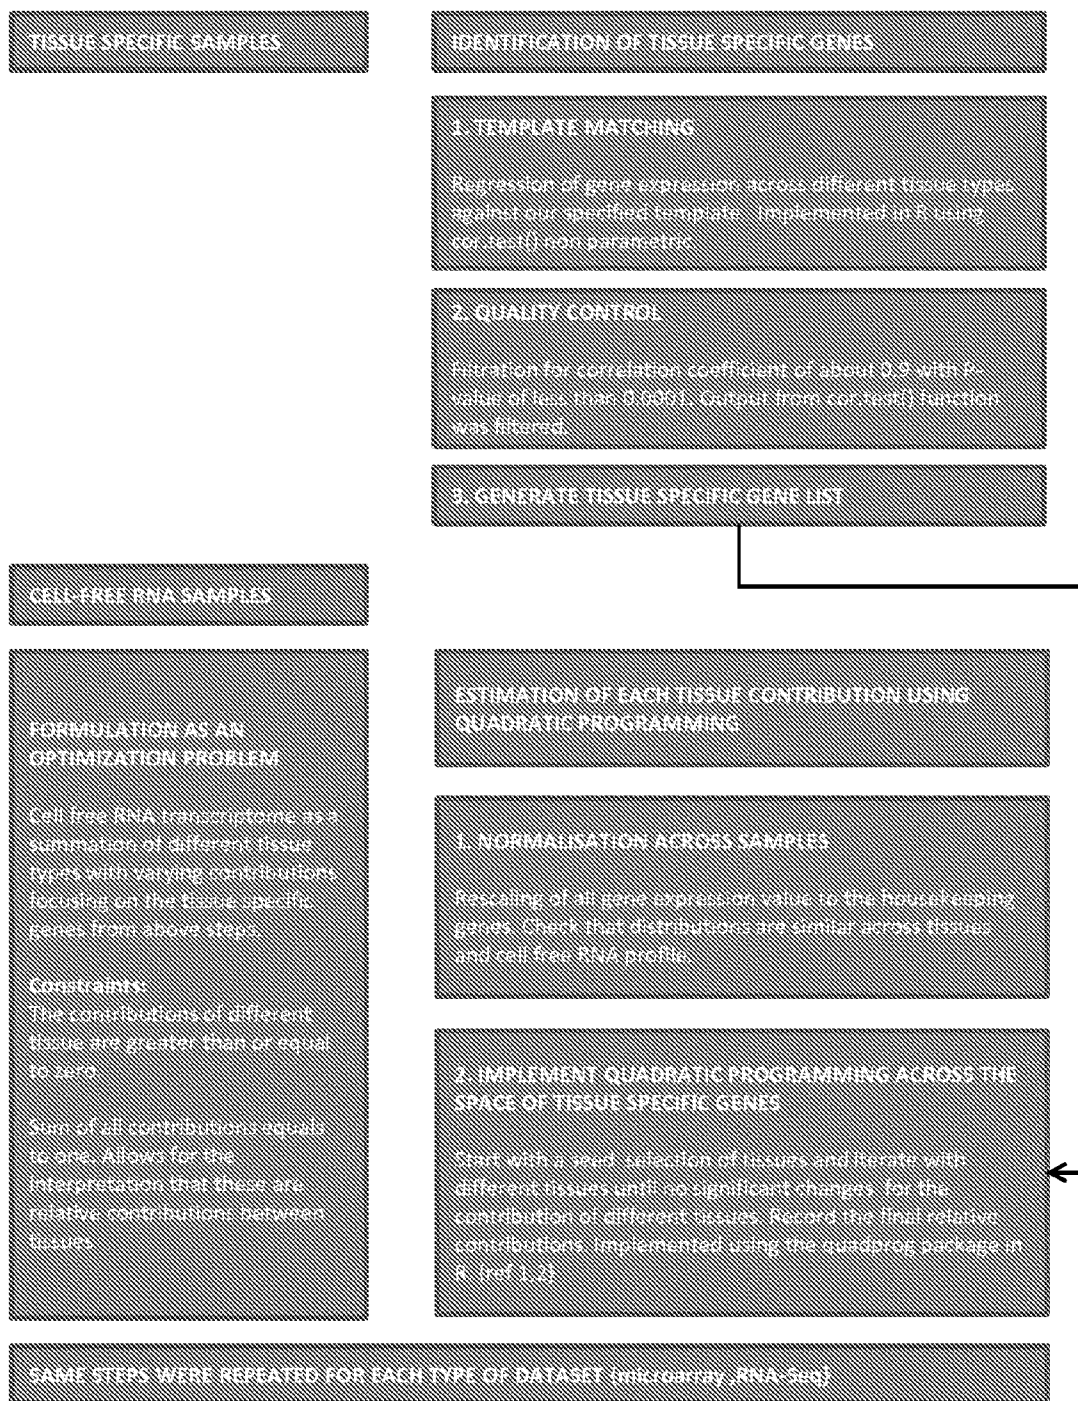 TISSUE SPECIFIC SAMPLES
IDENTIFICATION OF TISSUE SPECIFIC GENES
1. TEMPLATE MATCHING
Regression of gene expression across different tissue types
against our specified template. Implemented in R using
cor.test() non parametric.
2. QUALITY CONTROL
Filtration for correlation coefficient of about 0.9 with P-
value of less than 0.0001. Output from cor.test() function
was filtered.
3. GENERATE TISSUE SPECIFIC GENE LIST
CELL-FREE RNA SAMPLES
FORMULATION AS AN
OPTIMIZATION PROBLEM
Cell free RNA transcriptome as a
summation of different tissue
types with varying contributions
focusing on the tissue specific
genes from above steps.
Constraints:
The contributions of different
tissue are greater than or equal
to zero.
Sum of all contributions equals
to one. Allows for the
interpretation that these are
relative contributions between
tissues
ESTIMATION OF EACH TISSUE CONTRIBUTION USING
QUADRATIC PROGRAMMING
1. NORMALISATION ACROSS SAMPLES
Rescaling of all gene expression value to the housekeeping
genes. Check that distributions are similar across tissues
and cell free RNA profile.
2. IMPLEMENT QUADRATIC PROGRAMMING ACROSS THE
SPACE OF TISSUE SPECIFIC GENES
Start with a seed selection of tissues and iterate with
different tissues until no significant changes for the
contribution of different tissues. Record the final relative
contributions. Implemented using the quadprog package in
R. (ref 1,2)
SAME STEPS WERE REPEATED FOR EACH TYPE OF DATASET (microarray ,RNA-Seq)